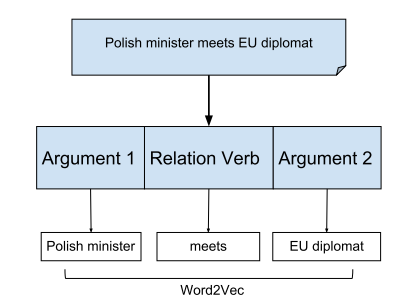 Polish minister meets EU diplomat
Argument 1 Relation Verb Argument 2
Polish minister meets EU diplomat
Word2Vec